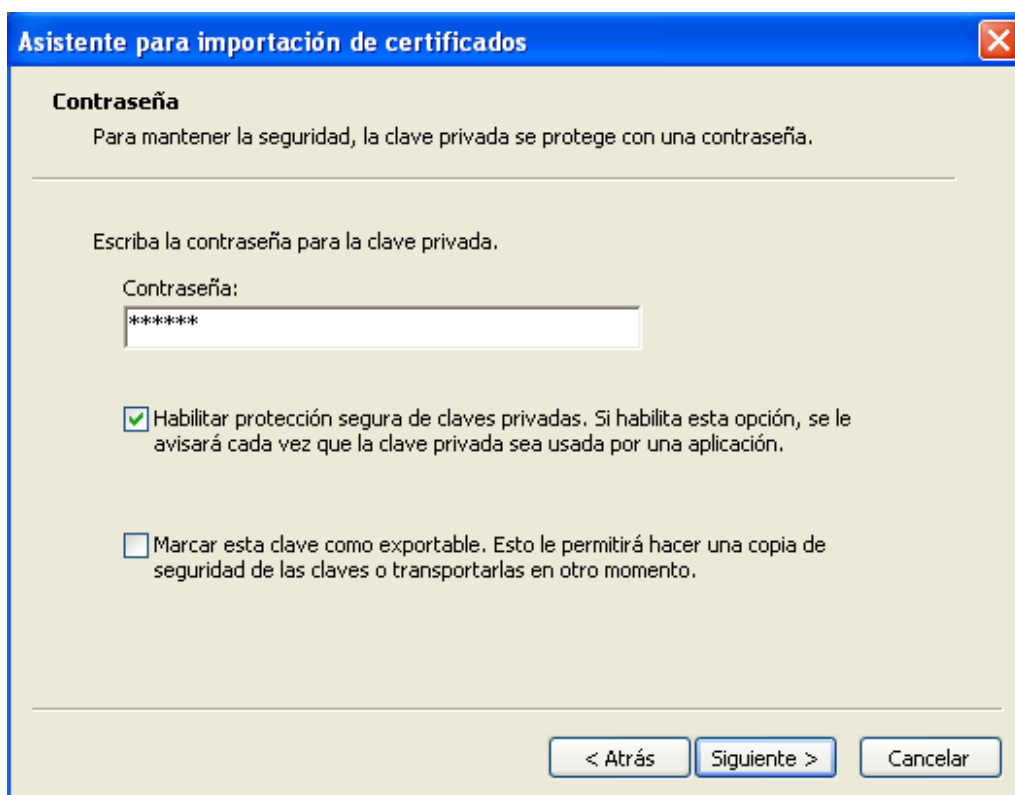 Asistente para importación de certificados
Contraseña
Para mantener la seguridad, la clave privada se protege con una contraseña.
Escriba la contraseña para la clave privada.
Contraseña:
******
Habilitar protección segura de claves privadas. Si habilita esta opción, se le
avisará cada vez que la clave privada sea usada por una aplicación.
Marcar esta clave como exportable. Esto le permitirá hacer una copia de
seguridad de las claves o transportarlas en otro momento.
< Atrás Siguiente > Cancelar